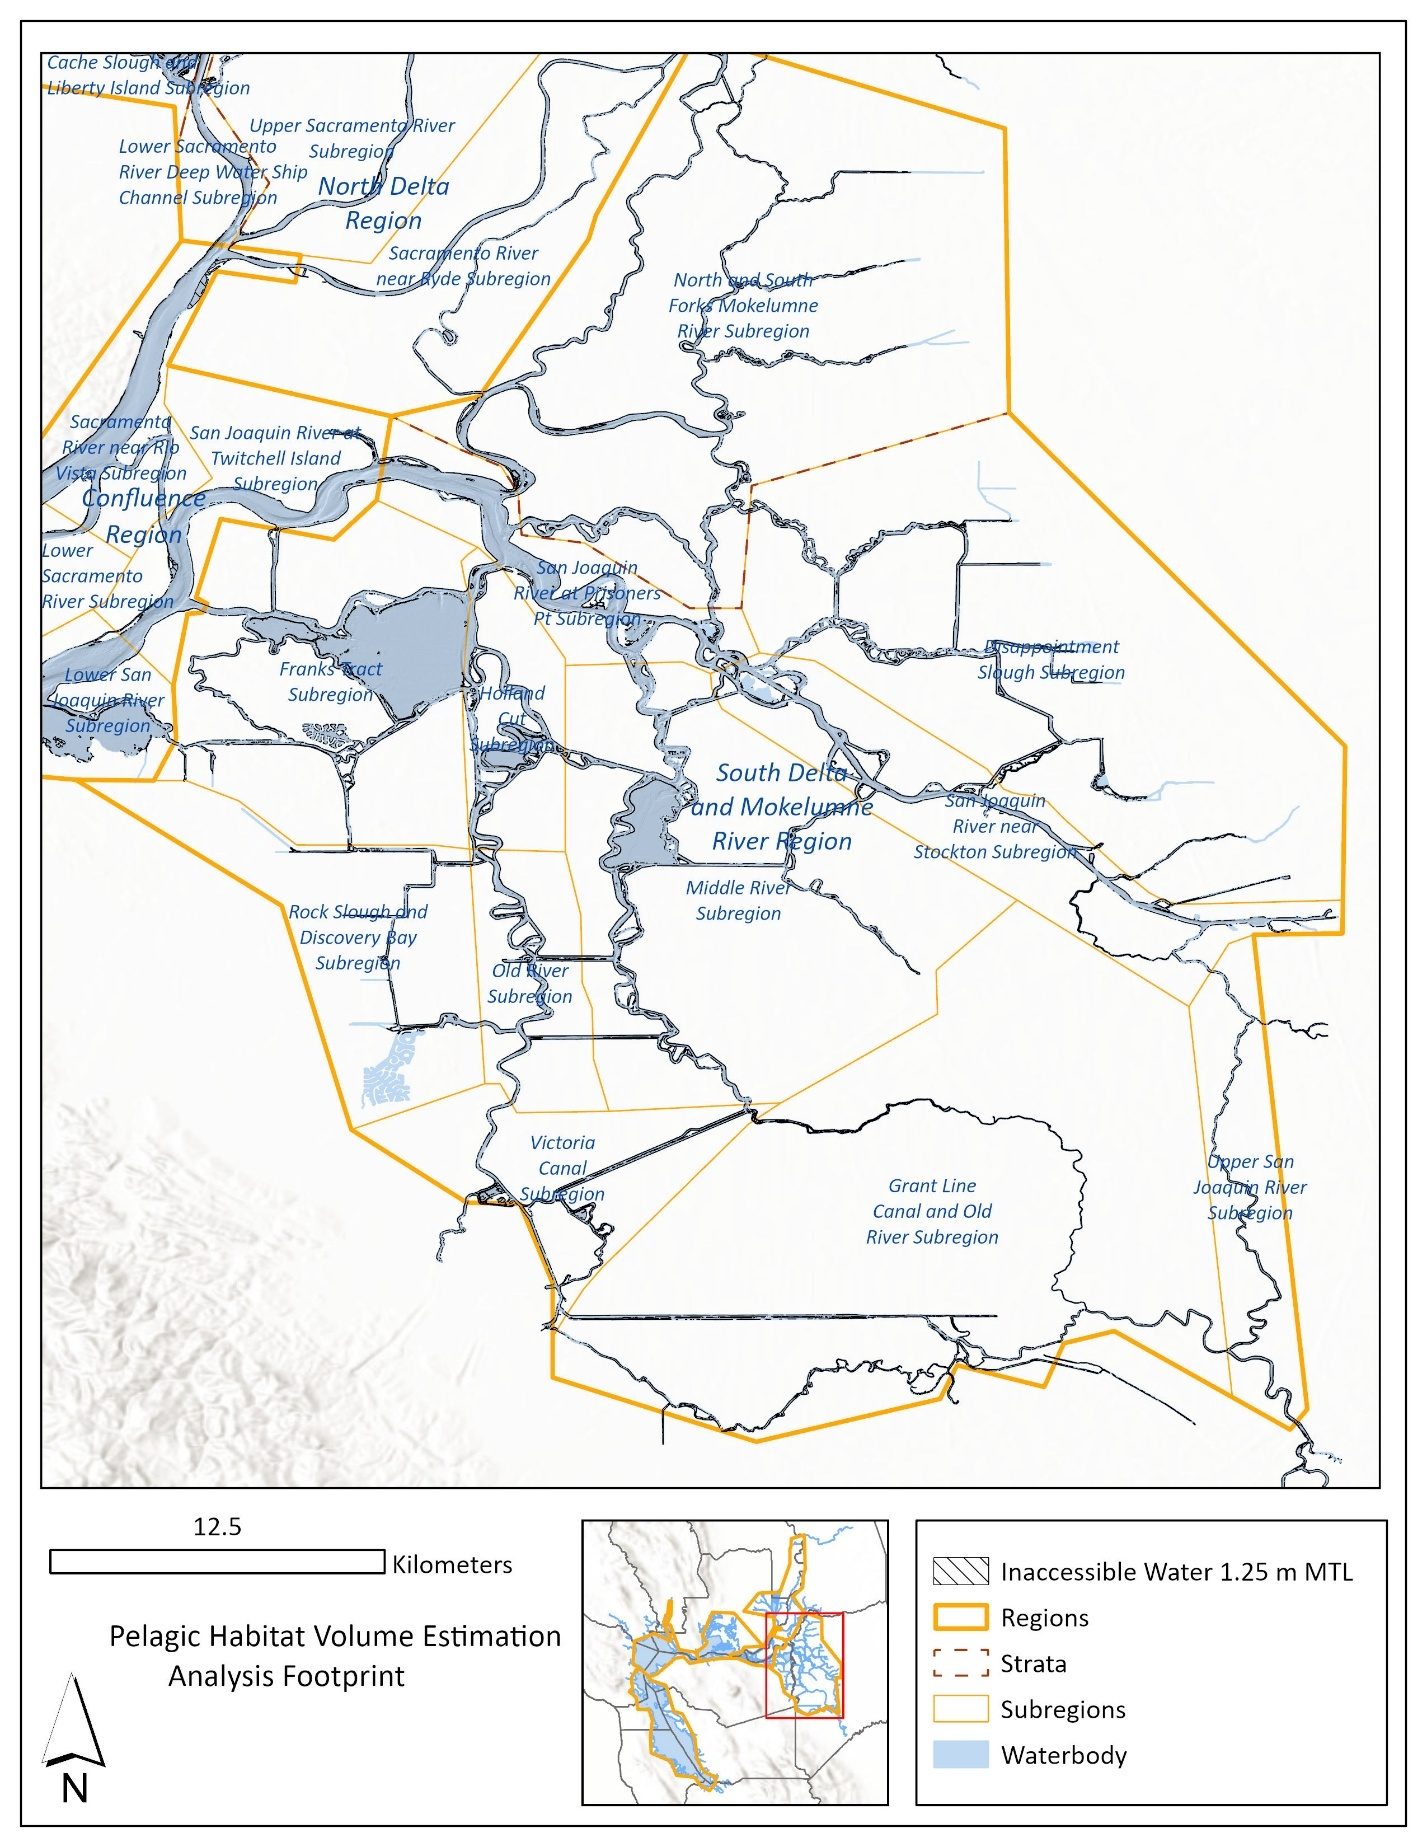 Cache Slough and
Liberty Island Subregion
Upper Sacramento River
Subregion
Lower Sacramento
River Deep Water Ship
Channel Subregion
North Delta
Region
Sacramento River
near Ryde Subregion
North and South
Forks Mokelumne
River Subregion
Sacramento
River near Rio
Vista Subregion
San Joaquin River at
Twitchell Island
Subregion
Confluence
Region
Lower
Sacramento
River Subregion
San Joaquin
River at Prisoners
Pt Subregion
Disappointment
Slough Subregion
Lower San
Joaquin River
Subregion
Franks Tract
Subregion
Holland
Cut
Subregion
South Delta
and Mokelumne
River Region
San Joaquin
River near
Stockton Subregion
Middle River
Subregion
Rock Slough and
Discovery Bay
Subregion
Old River
Subregion
Victoria
Canal
Subregion
Grant Line
Canal and Old
River Subregion
Upper San
Joaquin River
Subregion
12.5
Kilometers
Pelagic Habitat Volume Estimation
Analysis Footprint
N
Inaccessible Water 1.25 m MTL
Regions
Strata
Subregions
Waterbody